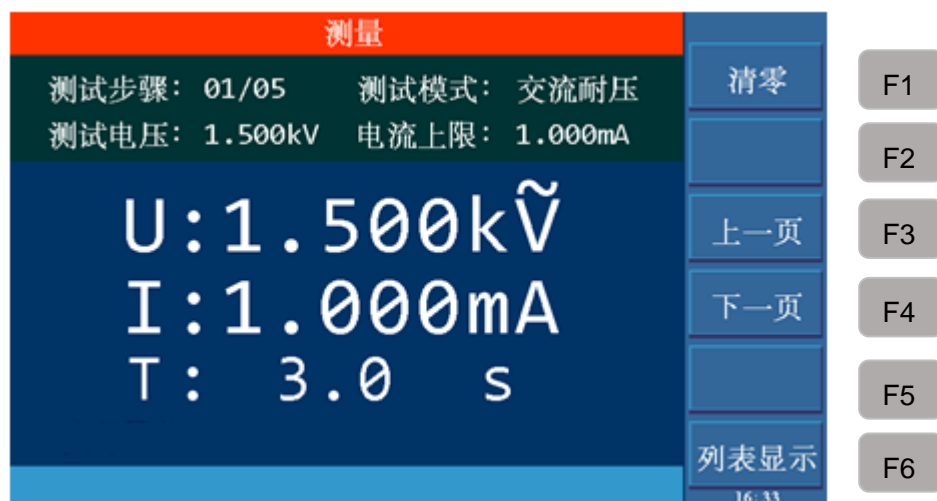 测量
测试步骤: 01/05 测试模式: 交流耐压
测试电压: 1.500kV 电流上限: 1.000mA
U:1.500kṼ
I:1.000mA
T: 3.0 s
清零
上一页
下一页
列表显示
16:33
F1
F2
F3
F4
F5
F6